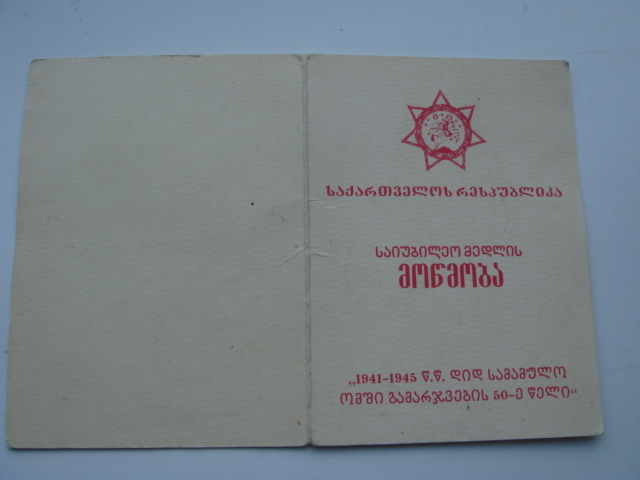 საქართველოს რესპუბლიკა
საიუბილეო მედლის
მოწმობა
„1941-1945 წ.წ. დიდ სამამულო
ომში გამარჯვების 50-ე წელი“